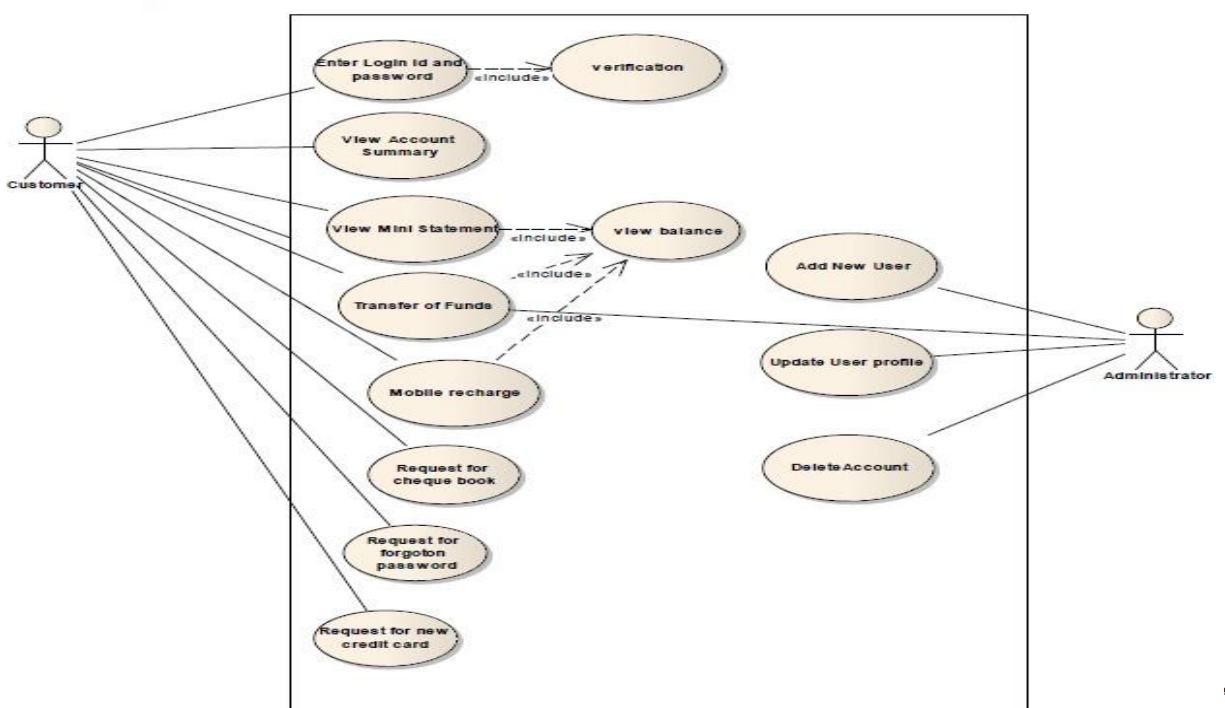 Enter Login id and
password
«include»
verification
View Account
Summary
Customer
View Mini Statement
«include»
view balance
«include»
Add New User
Transfer of Funds
«include»
Update User profile
Administrator
Mobile recharge
DeleteAccount
Request for
cheque book
Request for
forgoton
password
Request for new
credit card